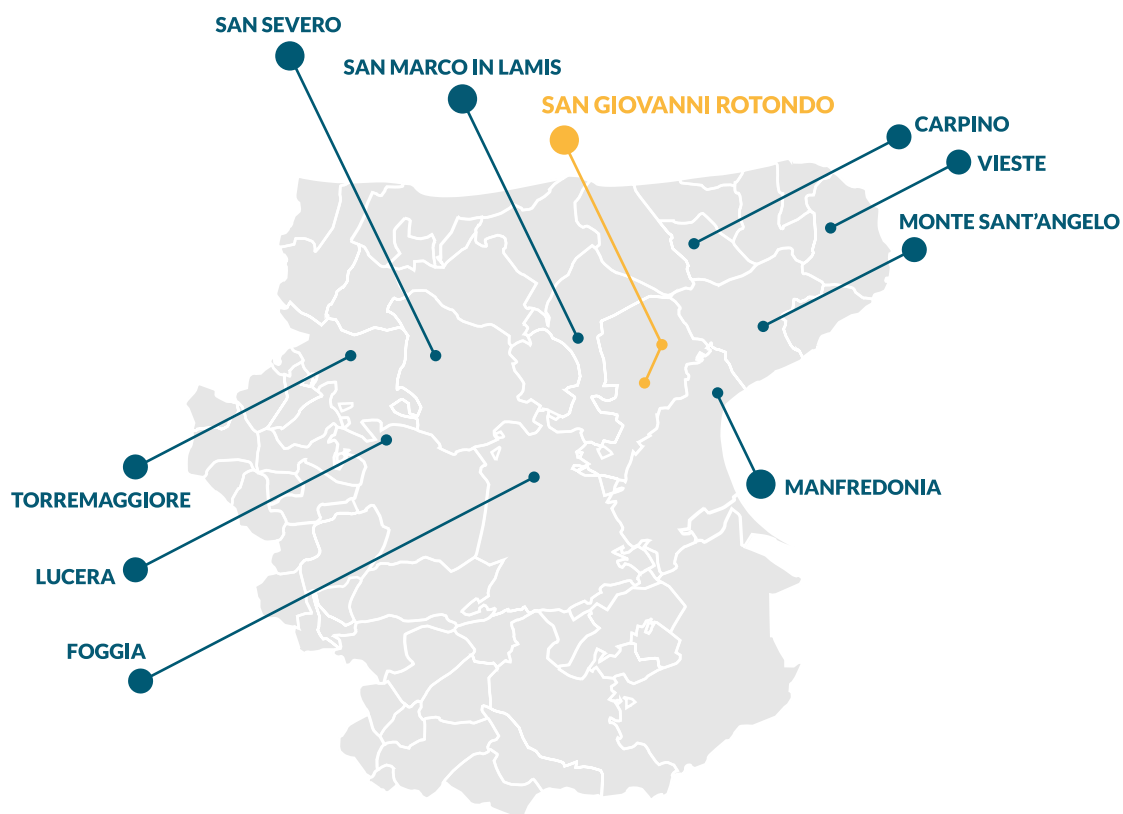 SAN SEVERO
SAN MARCO IN LAMIS
SAN GIOVANNI ROTONDO
CARPINO
VIESTE
MONTE SANT'ANGELO
TORREMAGGIORE
MANFREDONIA
LUCERA
FOGGIA